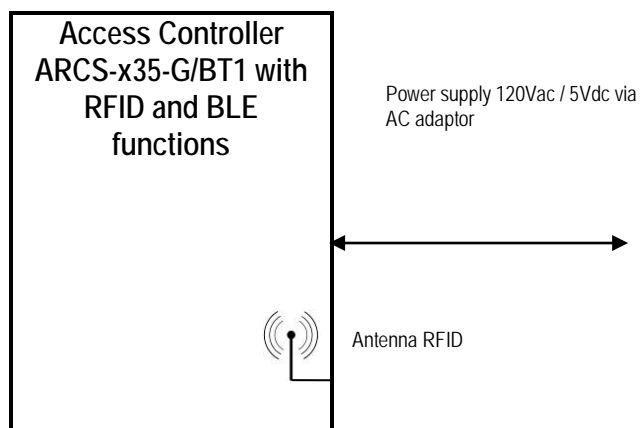 Access Controller
ARCS-x35-G/BT1 with
RFID and BLE
functions
Power supply 120Vac / 5Vdc via
AC adaptor
Antenna RFID